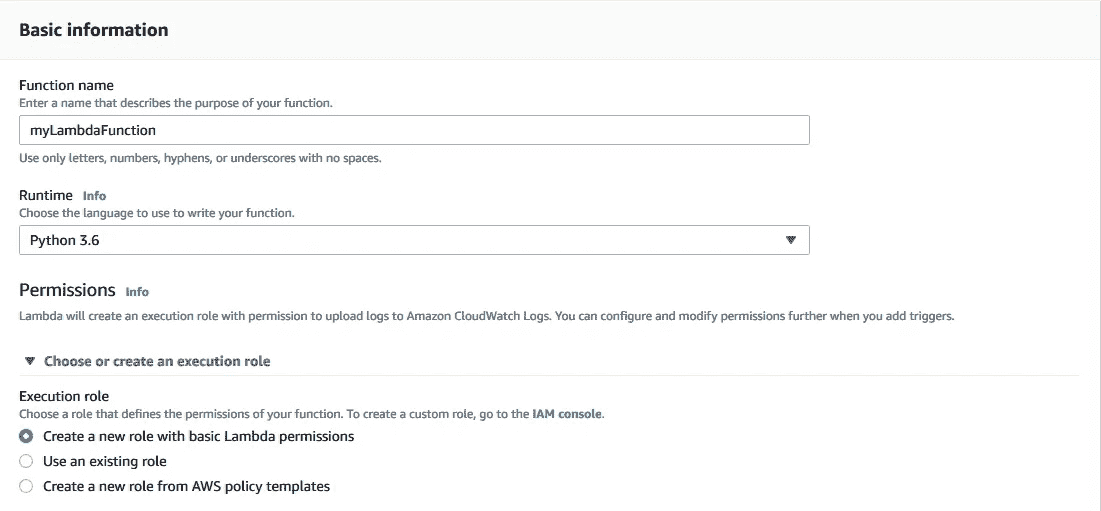 Basic information
Function name
Enter a name that describes the purpose of your function.
myLambdaFunction
Use only letters, numbers, hyphens, or underscores with no spaces.
Runtime Info
Choose the language to use to write your function.
Python 3.6
Permissions Info
Lambda will create an execution role with permission to upload logs to Amazon CloudWatch Logs. You can configure and modify permissions further when you add triggers.
Choose or create an execution role
Execution role
Choose a role that defines the permissions of your function. To create a custom role, go to the IAM console.
Create a new role with basic Lambda permissions
Use an existing role
Create a new role from AWS policy templates